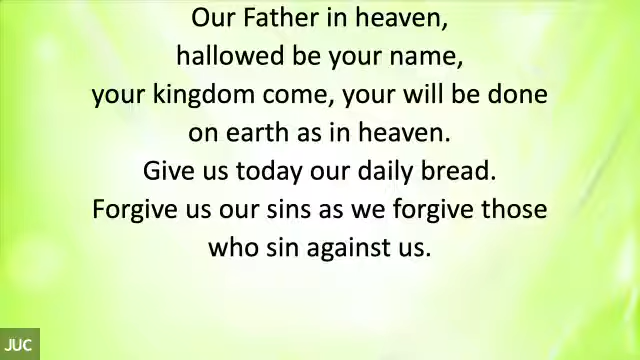 Our Father in heaven,
hallowed be your name,
your kingdom come, your will be done
on earth as in heaven.
Give us today our daily bread.
Forgive us our sins as we forgive those
who sin against us.
JUC